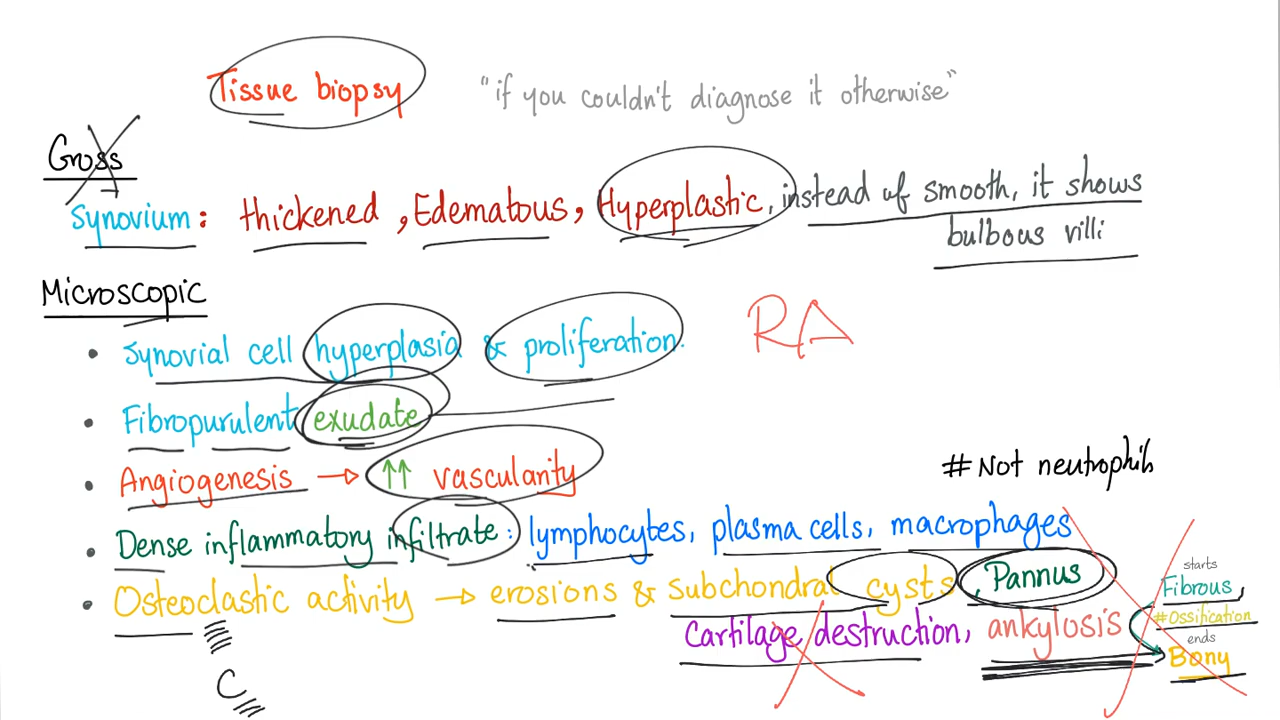 Tissue biopsy "if you couldn't diagnose it otherwise"
Gross
Synovium: thickened, Edematous, Hyperplastic, instead of smooth, it shows
bulbous villi
Microscopic
• Synovial cell hyperplasia & proliferation.
RA
• Fibropurulent exudate
• Angiogenesis → ↑↑ vascularity
#Not neutrophils
• Dense inflammatory infiltrate: lymphocytes, plasma cells, macrophages
• Osteoclastic activity → erosions & subchondral cysts, Pannus
cartilage destruction, ankylosis
starts
Fibrous,
#Ossification
ends
Bony
C